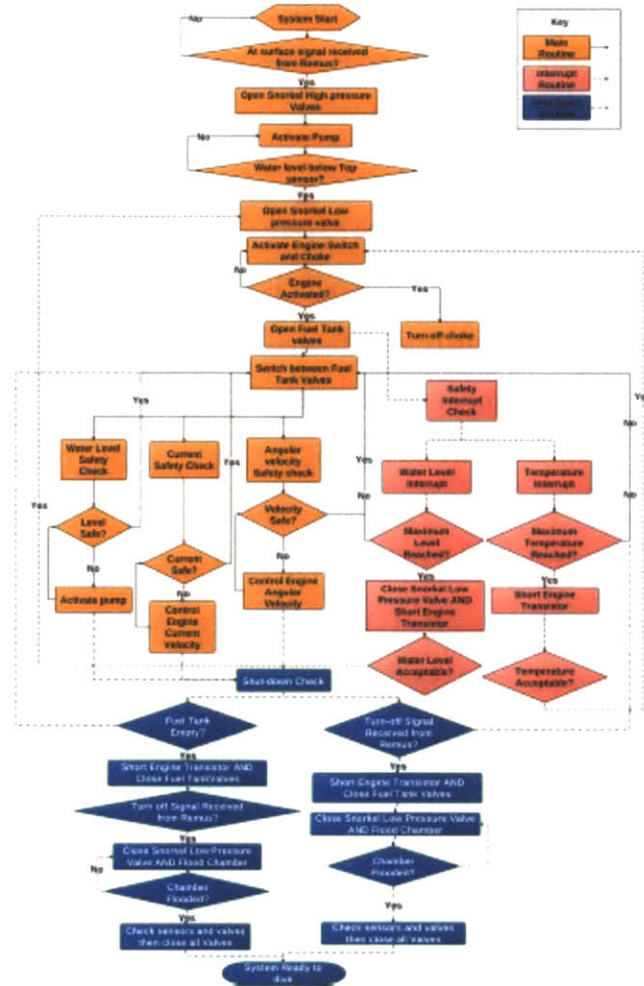 No
System Start
Key
At surface signal received
from Remus?
Main
Routine
Yes
Interrupt
Routine
Open Snorkel High pressure
Valves
No
Activate Pump
Water level below Top
sensor?
Yes
Open Snorkel Low
pressure valve
Activate Engine Switch
and Choke
No
Engine
Activated?
Yes
Yes
Open Fuel Tank
valves
Turn off choke
Switch between Fuel
Tank Valves
Safety
Interrupt
Check
Yes
No
Yes
Water Level
Safety
Check
Current
Safety Check
Angular
velocity
Safety check
Yes
Yes
Water Level
Interrupt
Temperature
Interrupt
Yes
Level
Safe?
Velocity
Safe?
No
Maximum
Level
Reached?
Maximum
Temperature
Reached?
No
Current
Safe?
No
Yes
Yes
Activate pump
No
Control
Engine
Current
Velocity
Control Engine
Angular
Velocity
Close Snorkel Low
Pressure Valve AND
Short Engine
Transistor
Short Engine
Transistor
Shut-down Check
Water Level
Acceptable?
Temperature
Acceptable?
Fuel Tank
Empty?
Turn-off Signal
Received from
Remus?
Yes
Yes
Short Engine Transistor AND
Close Fuel TankValves
Short Engine Transistor AND
Close Fuel Tank Valves
Turn off Signal Received
from Remus?
Yes
Close Snorkel Low Pressure Valve
AND Flood Chamber
Close Snorkel Low Pressure
Valve AND Flood Chamber
No
Chamber
Flooded?
Chamber
Flooded?
Yes
Yes
Check sensors and valves
then close all Valves
Check sensors and valves
then close all Valves
System Ready to
dive